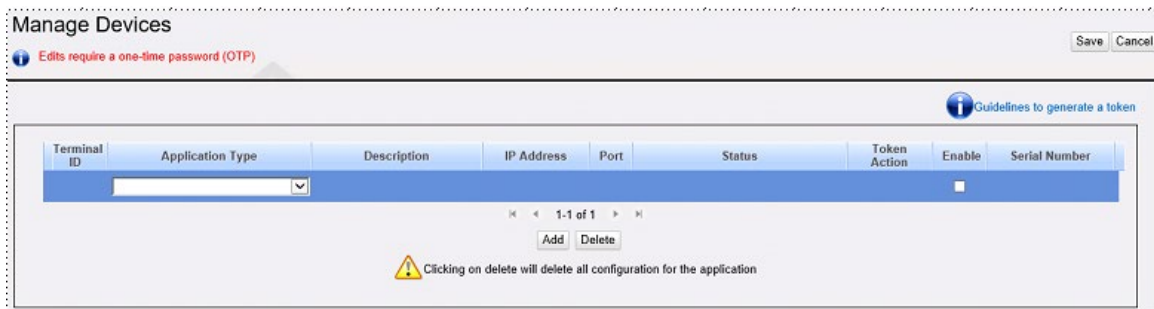 Manage Devices
Save Cancel
Edits require a one-time password (OTP)
Guidelines to generate a token
Terminal ID Application Type Description IP Address Port Status Token Action Enable Serial Number
1-1 of 1
Add Delete
Clicking on delete will delete all configuration for the application